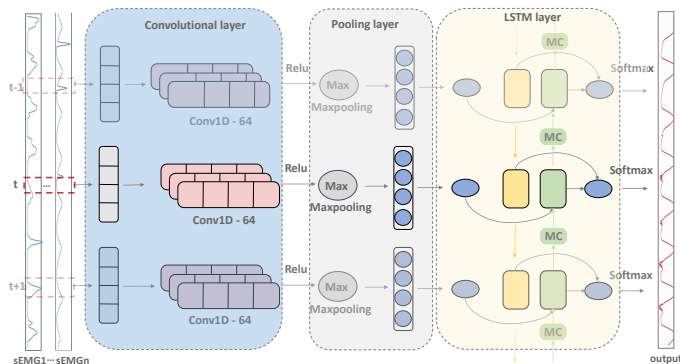 Convolutional layer
Pooling layer
LSTM layer
MC
t-1
Relu
Max
Maxpooling
Softmax
Conv1D - 64
MC
t
...
Relu
Max
Maxpooling
Softmax
Conv1D - 64
MC
t+1
Relu
Max
Maxpooling
Softmax
Conv1D - 64
MC
sEMG1... sEMGn
output